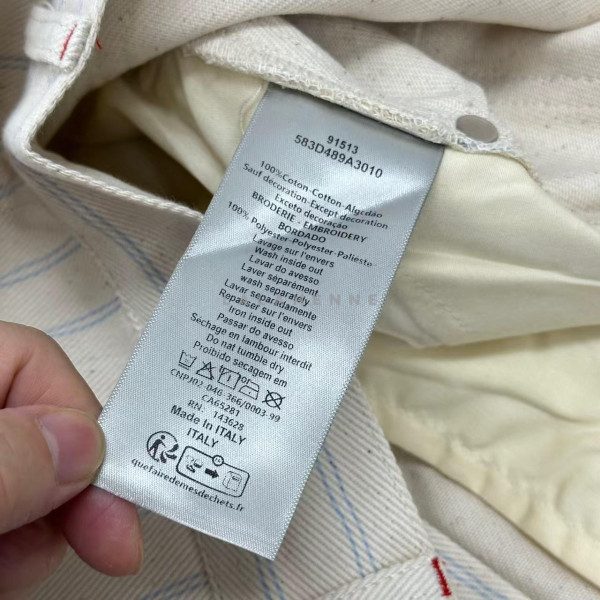 91513
583D489A3010
100%Coton-Cotton-Algcdão
Sauf decoration-Except decoration
Exceto decoração
BRODERIE - EMBROIDERY
BORDADO
100% Polyester-Polyester-Palieste
Lavage sur l'envers
Wash inside out
Lavar do avesso
Laver séparément
wash separately
Lavar separadamente
Repasser sur l'envers
Iron inside out
Passar do avesso
Séchage en tambour interdit
Do not tumble dry
Proibido secagem em
CNPJ02 046 366/0003-99
CA65281
RN: 143628
Made In ITALY
ITALY
quefairedemesdechets.fr